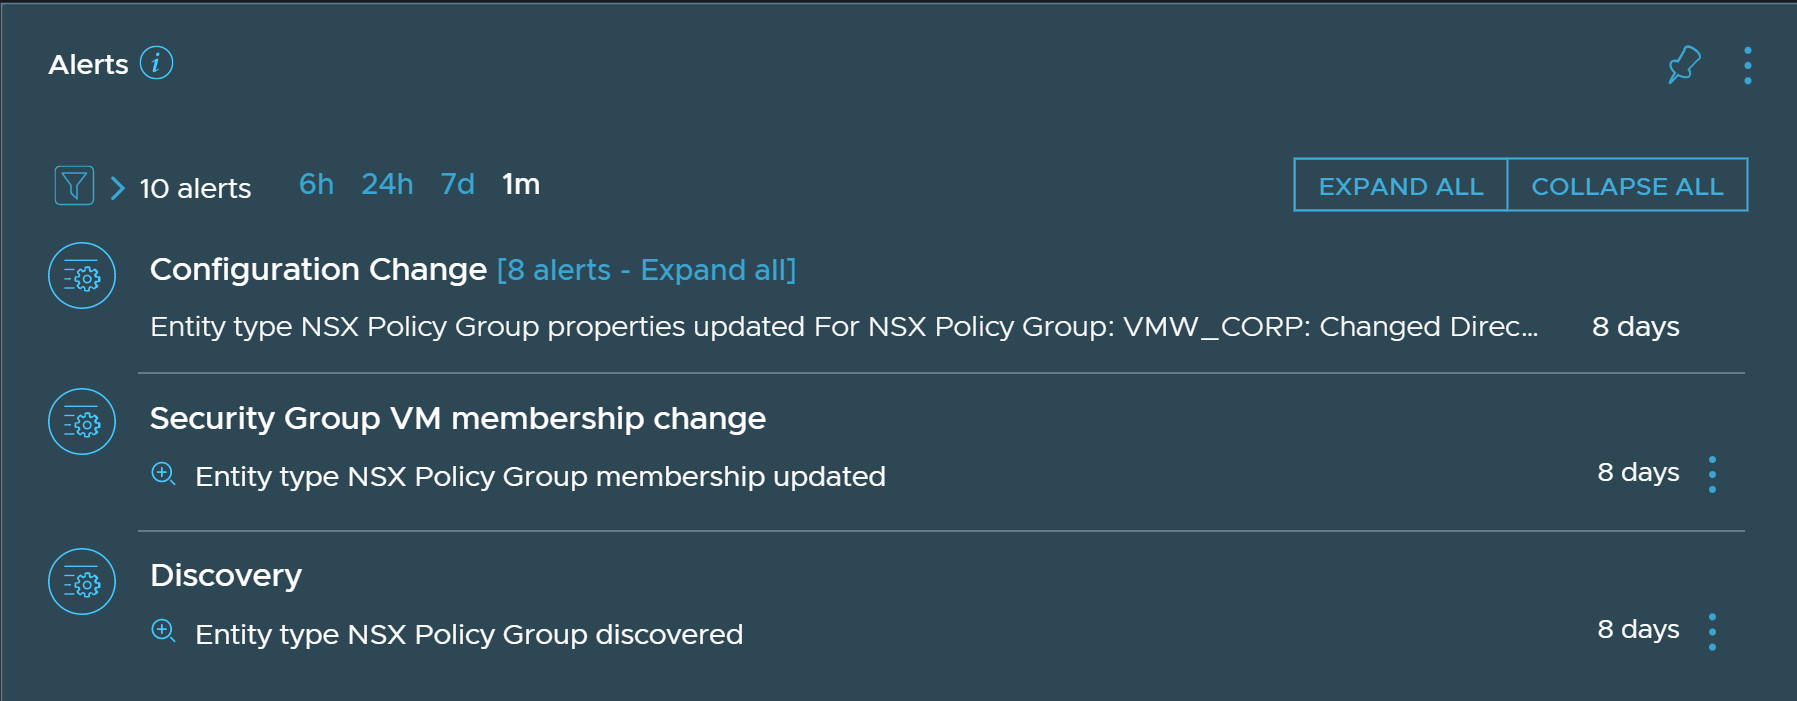 Alerts
10 alerts 6h 24h 7d 1m EXPAND ALL COLLAPSE ALL
Configuration Change [8 alerts - Expand all]
Entity type NSX Policy Group properties updated For NSX Policy Group: VMW_CORP: Changed Direc... 8 days
Security Group VM membership change
Entity type NSX Policy Group membership updated 8 days
Discovery
Entity type NSX Policy Group discovered 8 days